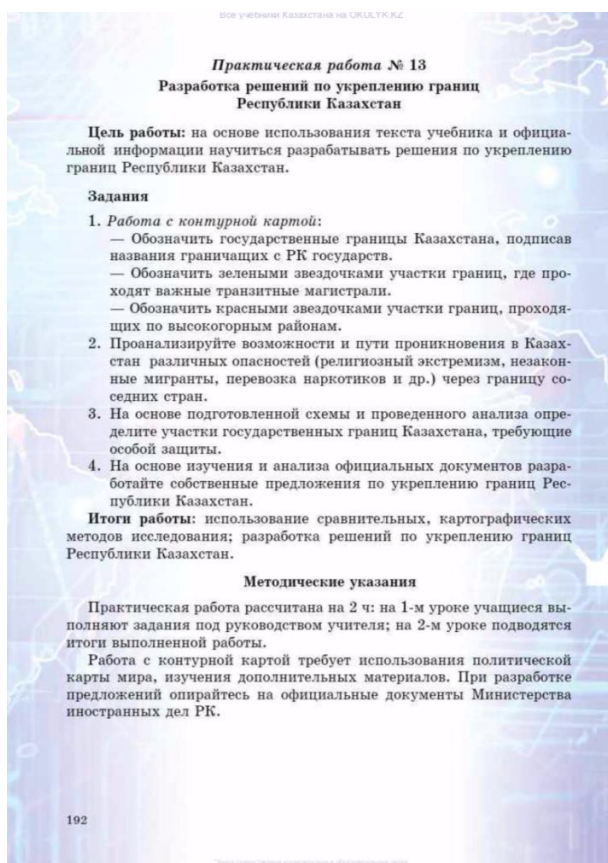 Все учебники Казахстана на OKULYK.KZ
Практическая работа № 13
Разработка решений по укреплению границ
Республики Казахстан
Цель работы: на основе использования текста учебника и официа-
льной информации научиться разрабатывать решения по укреплению
границ Республики Казахстан.
Задания
1. Работа с контурной картой:
— Обозначить государственные границы Казахстана, подписав
названия граничащих с РК государств.
— Обозначить зелеными звездочками участки границ, где про-
ходят важные транзитные магистрали.
— Обозначить красными звездочками участки границ, проходя-
щих по высокогорным районам.
2. Проанализируйте возможности и пути проникновения в Казах-
стан различных опасностей (религиозный экстремизм, незакон-
ные мигранты, перевозка наркотиков и др.) через границу со-
седних стран.
3. На основе подготовленной схемы и проведенного анализа опре-
делите участки государственных границ Казахстана, требующие
особой защиты.
4. На основе изучения и анализа официальных документов разра-
ботайте собственные предложения по укреплению границ Рес-
публики Казахстан.
Итоги работы: использование сравнительных, картографических
методов исследования; разработка решений по укреплению границ
Республики Казахстан.
Методические указания
Практическая работа рассчитана на 2 ч: на 1-м уроке учащиеся вы-
полняют задания под руководством учителя; на 2-м уроке подводятся
итоги выполненной работы.
Работа с контурной картой требует использования политической
карты мира, изучения дополнительных материалов. При разработке
предложений опирайтесь на официальные документы Министерства
иностранных дел РК.
192